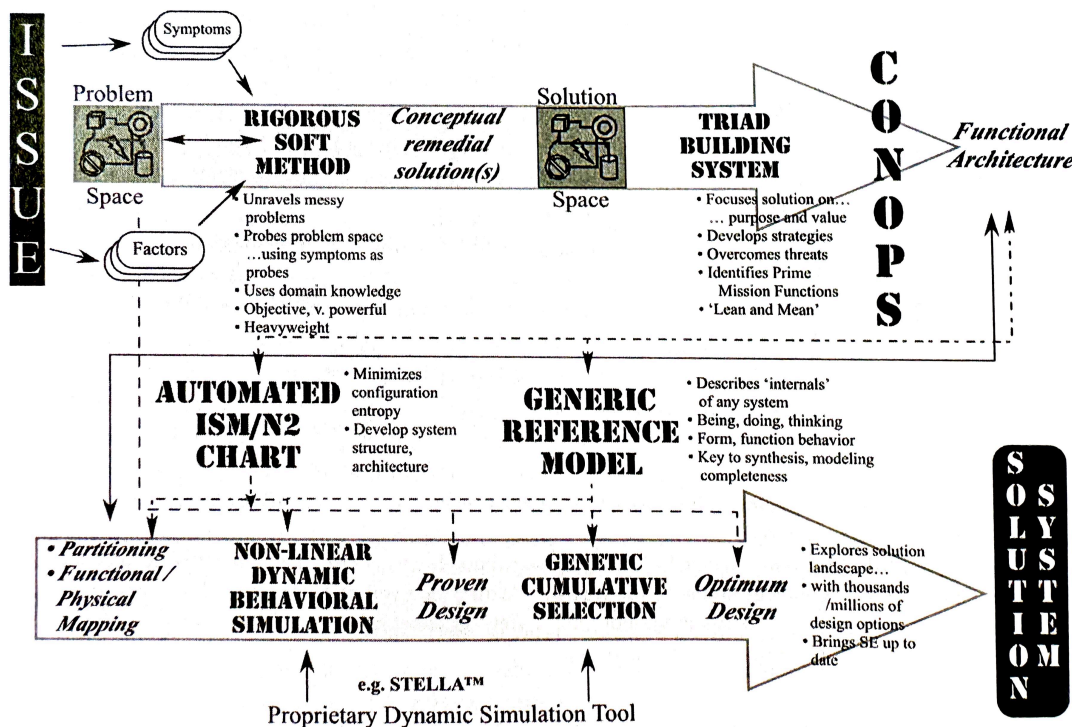 ISSUE
Symptoms
Problem
Space
Factors
RIGOROUS
SOFT
METHOD
• Unravels messy
problems
• Probes problem space
…using symptoms as
probes
• Uses domain knowledge
• Objective, v. powerful
• Heavyweight
Conceptual
remedial
solution(s)
Solution
Space
TRIAD
BUILDING
SYSTEM
• Focuses solution on…
… purpose and value
• Develops strategies
• Overcomes threats
• Identifies Prime
Mission Functions
• ‘Lean and Mean’
CONOPS
Functional
Architecture
AUTOMATED
ISM/N2
CHART
• Minimizes
configuration
entropy
• Develop system
structure,
architecture
GENERIC
REFERENCE
MODEL
• Describes ‘internals’
of any system
• Being, doing, thinking
• Form, function behavior
• Key to synthesis, modeling
completeness
• Partitioning
• Functional /
Physical
Mapping
NON-LINEAR
DYNAMIC
BEHAVIORAL
SIMULATION
Proven
Design
GENETIC
CUMULATIVE
SELECTION
Optimum
Design
• Explores solution
landscape…
• with thousands
/millions of
design options
• Brings SE up to
date
SOLUTION
SYSTEM
e.g. STELLA™
Proprietary Dynamic Simulation Tool